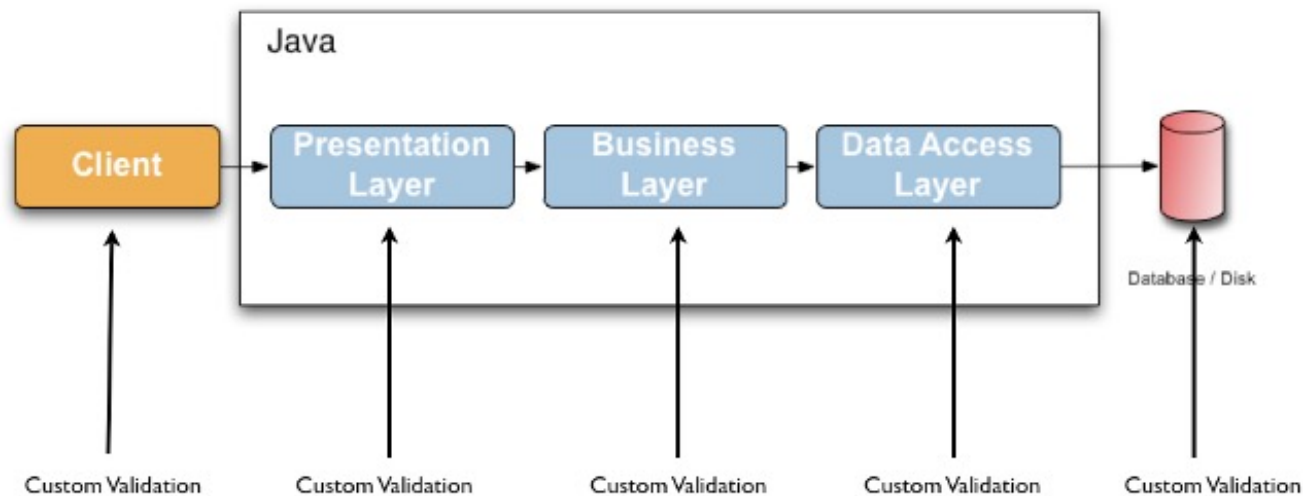 Java
Client
Presentation
Layer
Business
Layer
Data Access
Layer
Database / Disk
Custom Validation
Custom Validation
Custom Validation
Custom Validation
Custom Validation